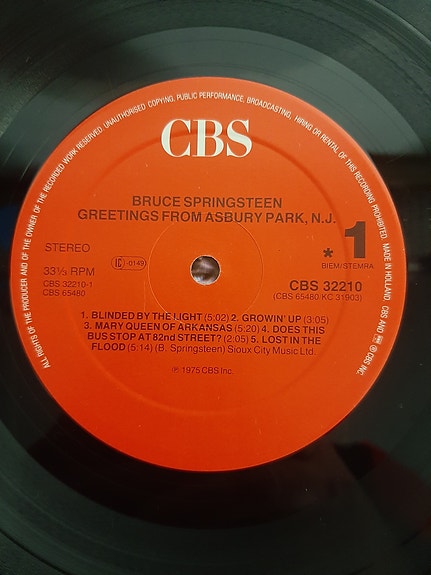 ALL RIGHTS OF THE PRODUCER AND OF THE OWNER OF THE RECORDED WORK RESERVED. UNAUTHORISED COPYING, PUBLIC PERFORMANCE, BROADCASTING, HIRING OR RENTAL OF THIS RECORDING PROHIBITED. MADE IN HOLLAND. CBS AND ARE ® CBS INC.
CBS
BRUCE SPRINGSTEEN
GREETINGS FROM ASBURY PARK, N.J.
STEREO
* 1
BIEM/STEMRA
33⅓ RPM
IC -0149
CBS 32210-1
CBS 65480
CBS 32210
(CBS 65480/KC 31903)
1. BLINDED BY THE LIGHT (5:02) 2. GROWIN' UP (3:05)
3. MARY QUEEN OF ARKANSAS (5:20) 4. DOES THIS
BUS STOP AT 82nd STREET? (2:05) 5. LOST IN THE
FLOOD (5:14) (B. Springsteen) Sioux City Music Ltd.
℗ 1975 CBS Inc.